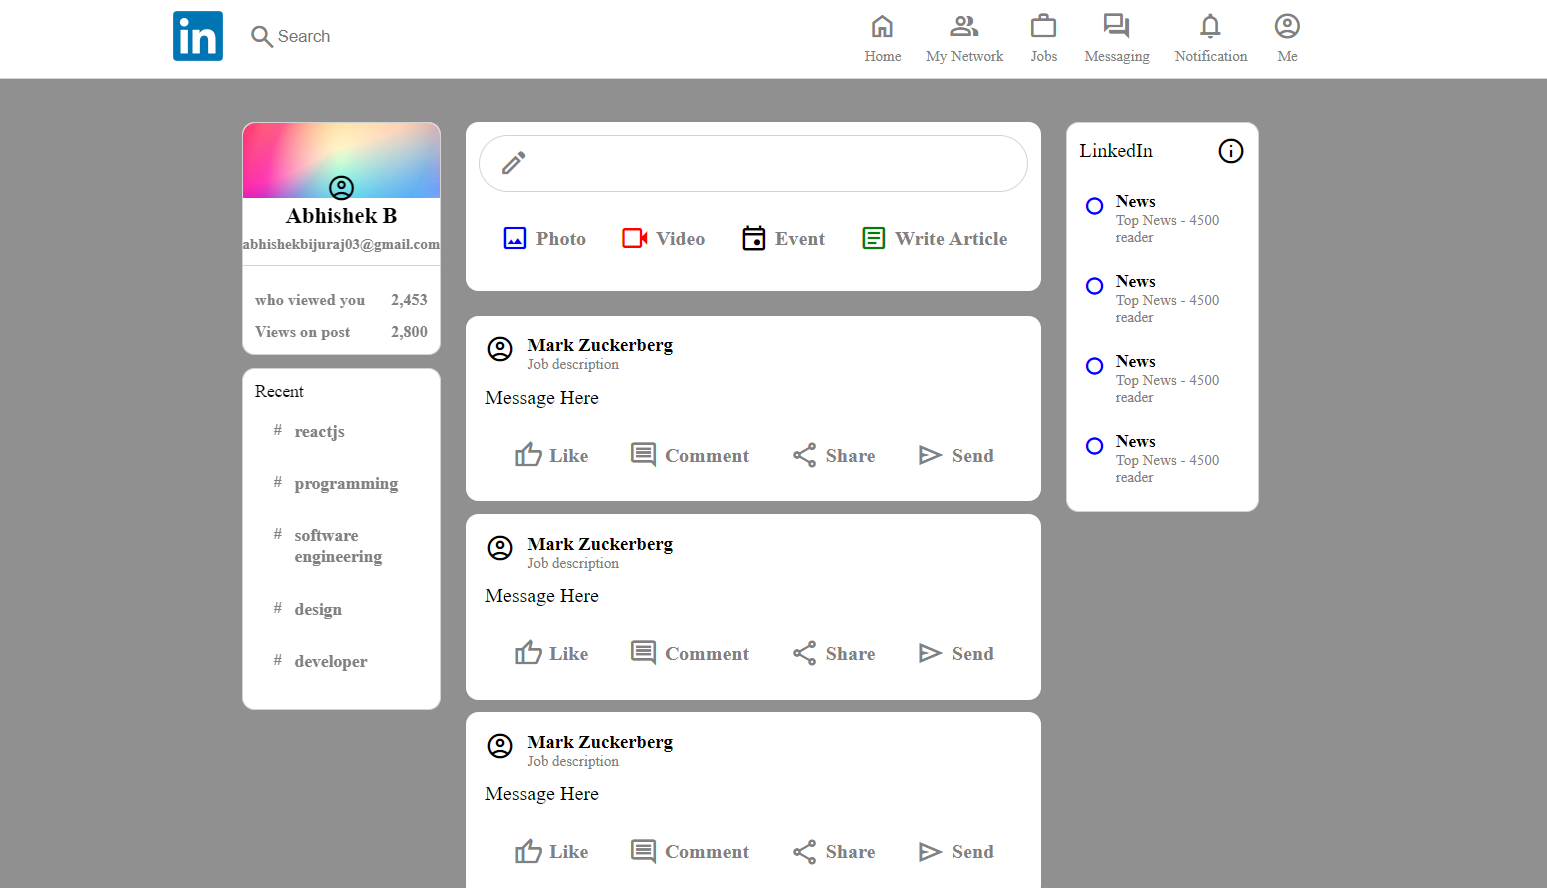 in
Search
Home
My Network
Jobs
Messaging
Notification
Me
Abhishek B
abhishekbijuraj03@gmail.com
who viewed you 2,453
Views on post 2,800
Recent
# reactjs
# programming
# software
engineering
# design
# developer
Photo
Video
Event
Write Article
Mark Zuckerberg
Job description
Message Here
Like
Comment
Share
Send
Mark Zuckerberg
Job description
Message Here
Like
Comment
Share
Send
Mark Zuckerberg
Job description
Message Here
Like
Comment
Share
Send
LinkedIn
News
Top News - 4500
reader
News
Top News - 4500
reader
News
Top News - 4500
reader
News
Top News - 4500
reader